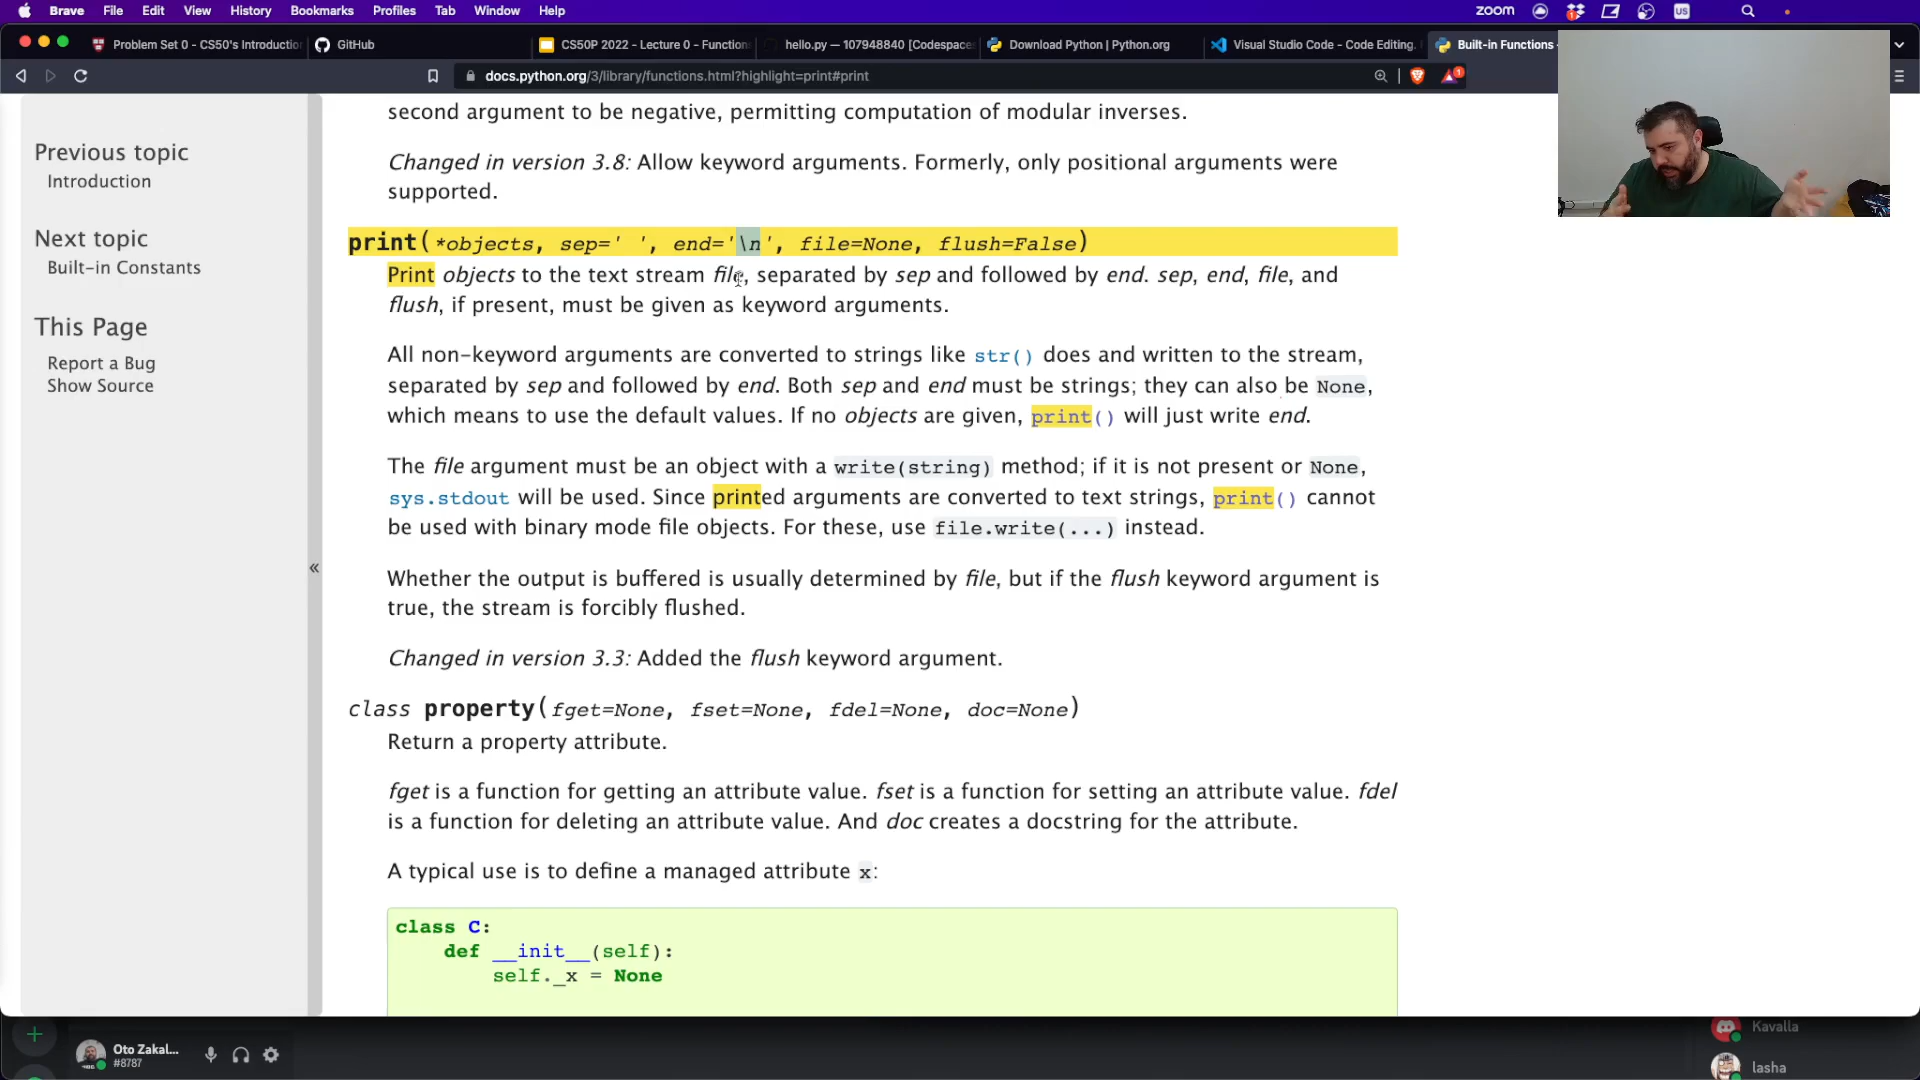 Brave File Edit View History Bookmarks Profiles Tab Window Help zoom US
Problem Set 0 - CS50's Introductio GitHub CS50P 2022 - Lecture 0 - Function hello.py — 107948840 [Codespace Download Python | Python.org Visual Studio Code - Code Editing. Built-in Functions
docs.python.org/3/library/functions.html?highlight=print#print 1
second argument to be negative, permitting computation of modular inverses.
Previous topic
Introduction
Next topic
Built-in Constants
This Page
Report a Bug
Show Source
«
Changed in version 3.8: Allow keyword arguments. Formerly, only positional arguments were
supported.
print(*objects, sep=' ', end='\n', file=None, flush=False)
Print objects to the text stream file, separated by sep and followed by end. sep, end, file, and
flush, if present, must be given as keyword arguments.
All non-keyword arguments are converted to strings like str() does and written to the stream,
separated by sep and followed by end. Both sep and end must be strings; they can also be None,
which means to use the default values. If no objects are given, print() will just write end.
The file argument must be an object with a write(string) method; if it is not present or None,
sys.stdout will be used. Since printed arguments are converted to text strings, print() cannot
be used with binary mode file objects. For these, use file.write(...) instead.
Whether the output is buffered is usually determined by file, but if the flush keyword argument is
true, the stream is forcibly flushed.
Changed in version 3.3: Added the flush keyword argument.
class property(fget=None, fset=None, fdel=None, doc=None)
Return a property attribute.
fget is a function for getting an attribute value. fset is a function for setting an attribute value. fdel
is a function for deleting an attribute value. And doc creates a docstring for the attribute.
A typical use is to define a managed attribute x:
class C:
def __init__(self):
self._x = None
Oto Zakal...
#8787
Kavalla
lasha